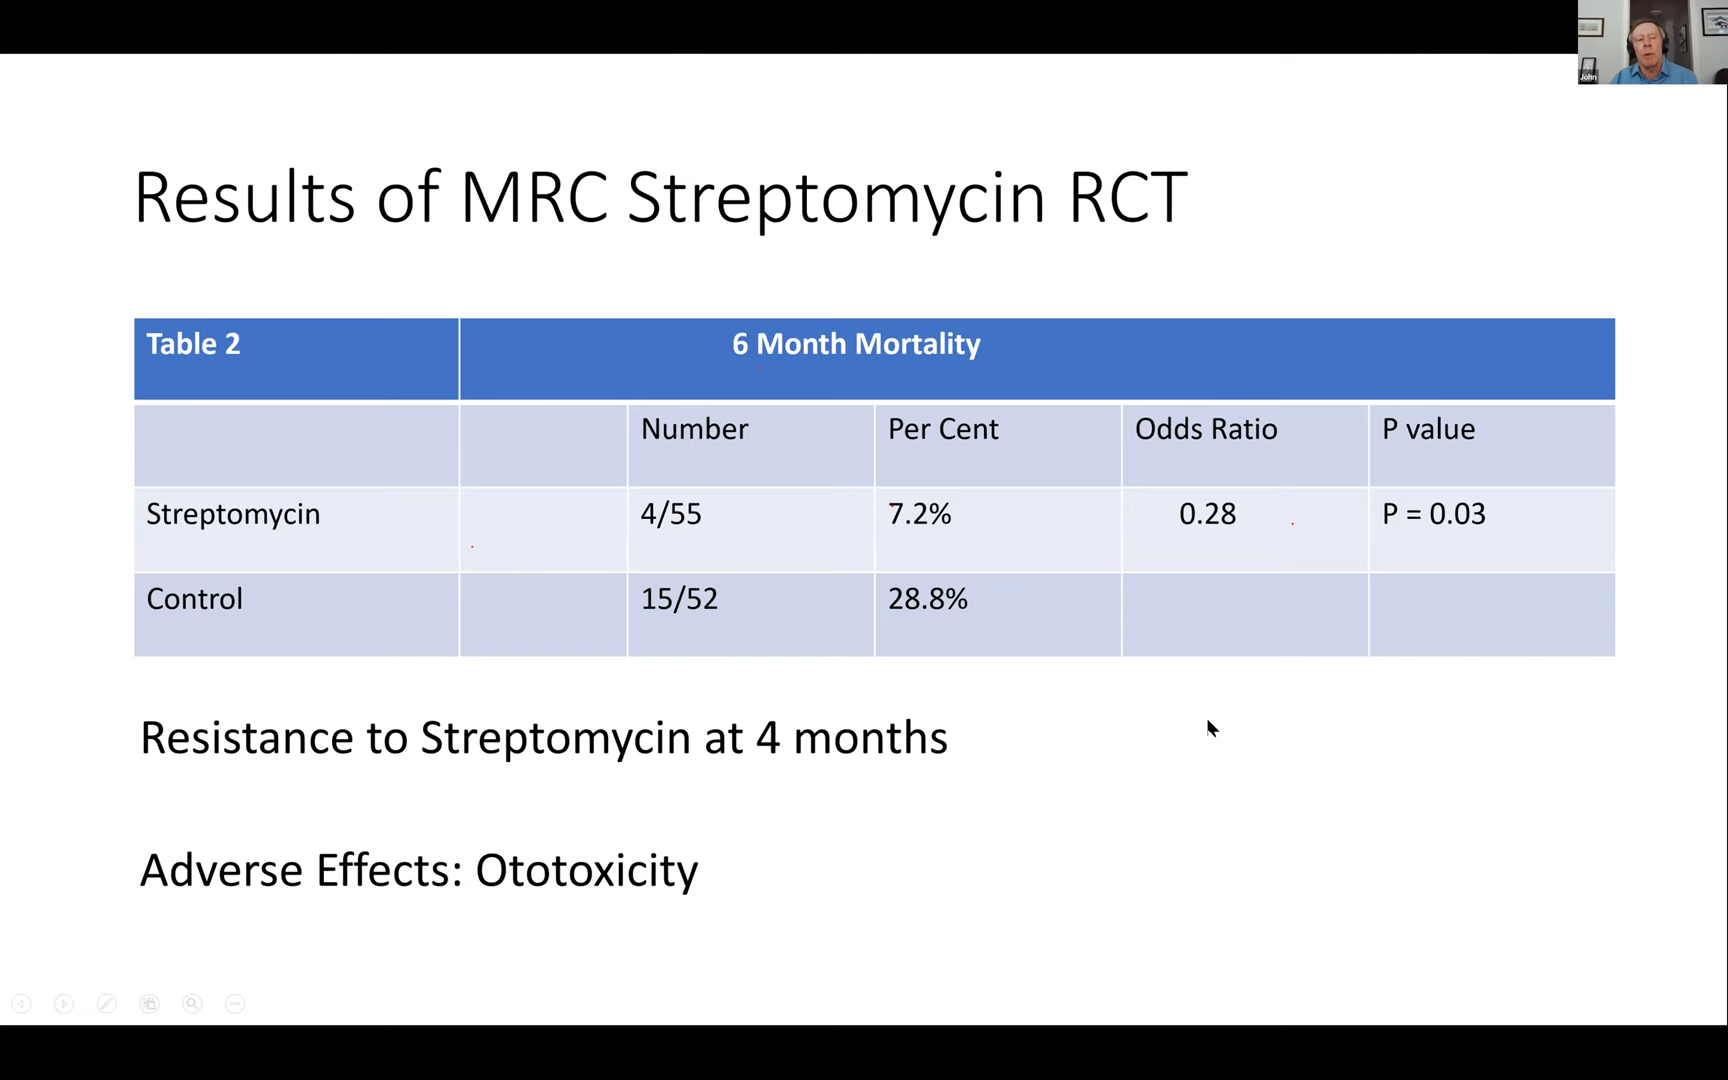 John
Results of MRC Streptomycin RCT
Table 2 6 Month Mortality
Number Per Cent Odds Ratio P value
Streptomycin 4/55 7.2% 0.28 P = 0.03
Control 15/52 28.8%
Resistance to Streptomycin at 4 months
Adverse Effects: Ototoxicity